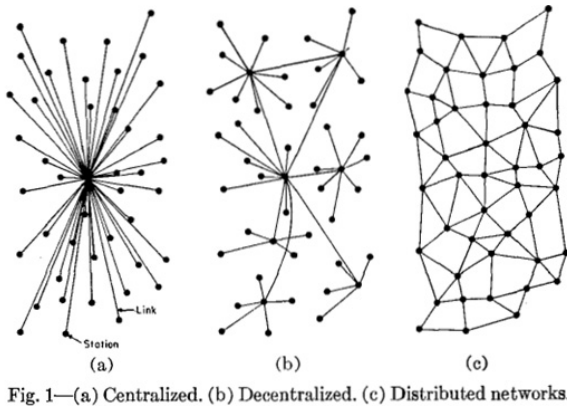 Link
Station
(a)
(b)
(c)
Fig. 1—(a) Centralized. (b) Decentralized. (c) Distributed networks